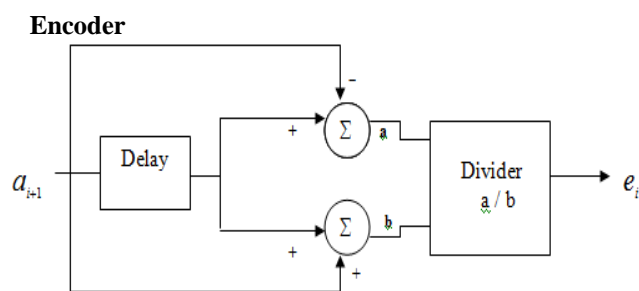 Encoder
−
+
Σ
a
Delay
a_{i+1}
Divider
a / b
e_i
Σ
b
+
+